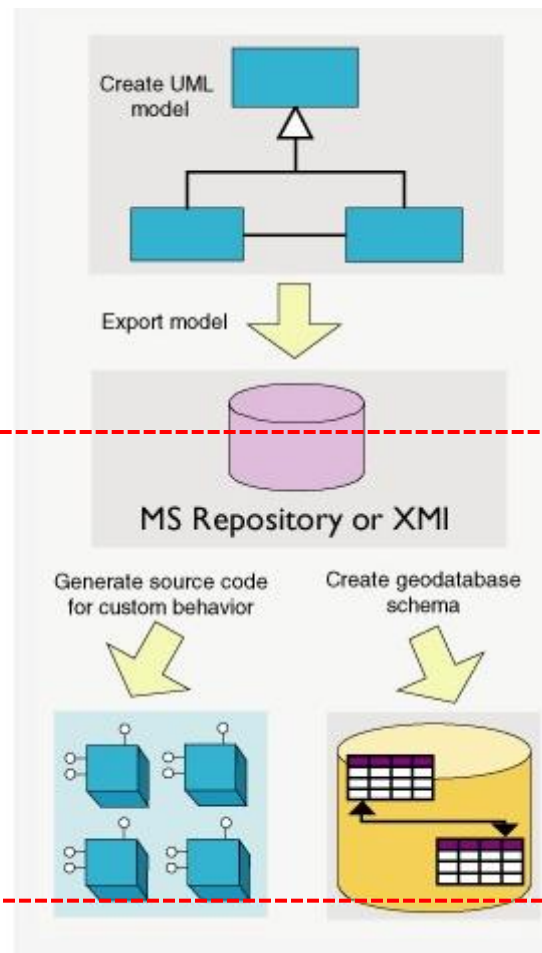 Create UML
model
Export model
MS Repository or XMI
Generate source code
for custom behavior
Create geodatabase
schema